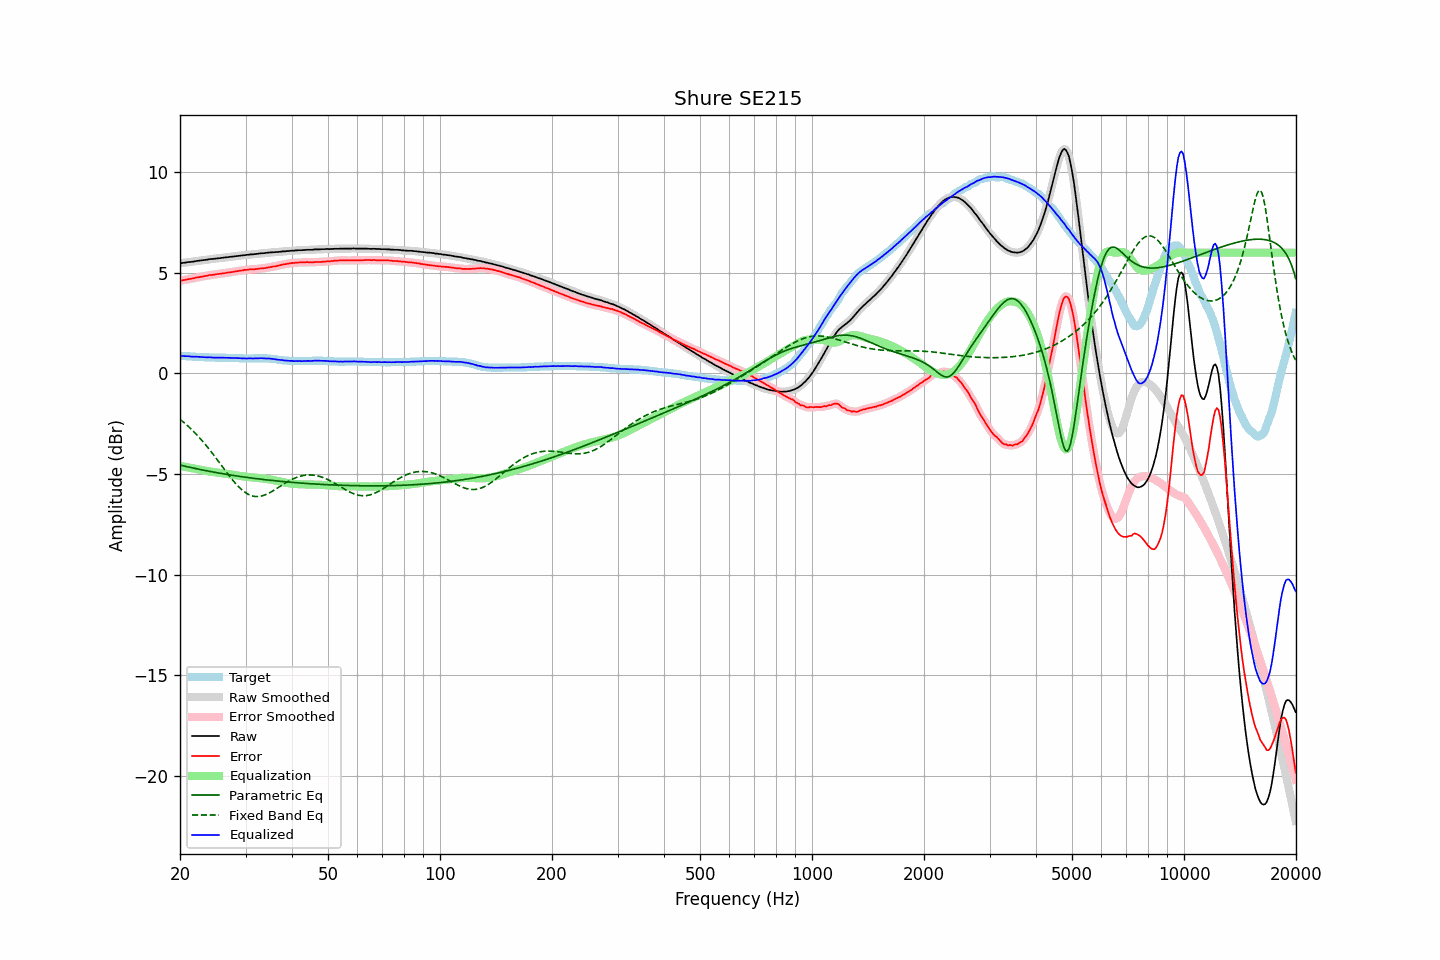 Shure SE215
Amplitude (dBr)
10
5
0
−5
−10
−15
−20
Target
Raw Smoothed
Error Smoothed
Raw
Error
Equalization
Parametric Eq
Fixed Band Eq
Equalized
20 50 100 200 500 1000 2000 5000 10000 20000
Frequency (Hz)